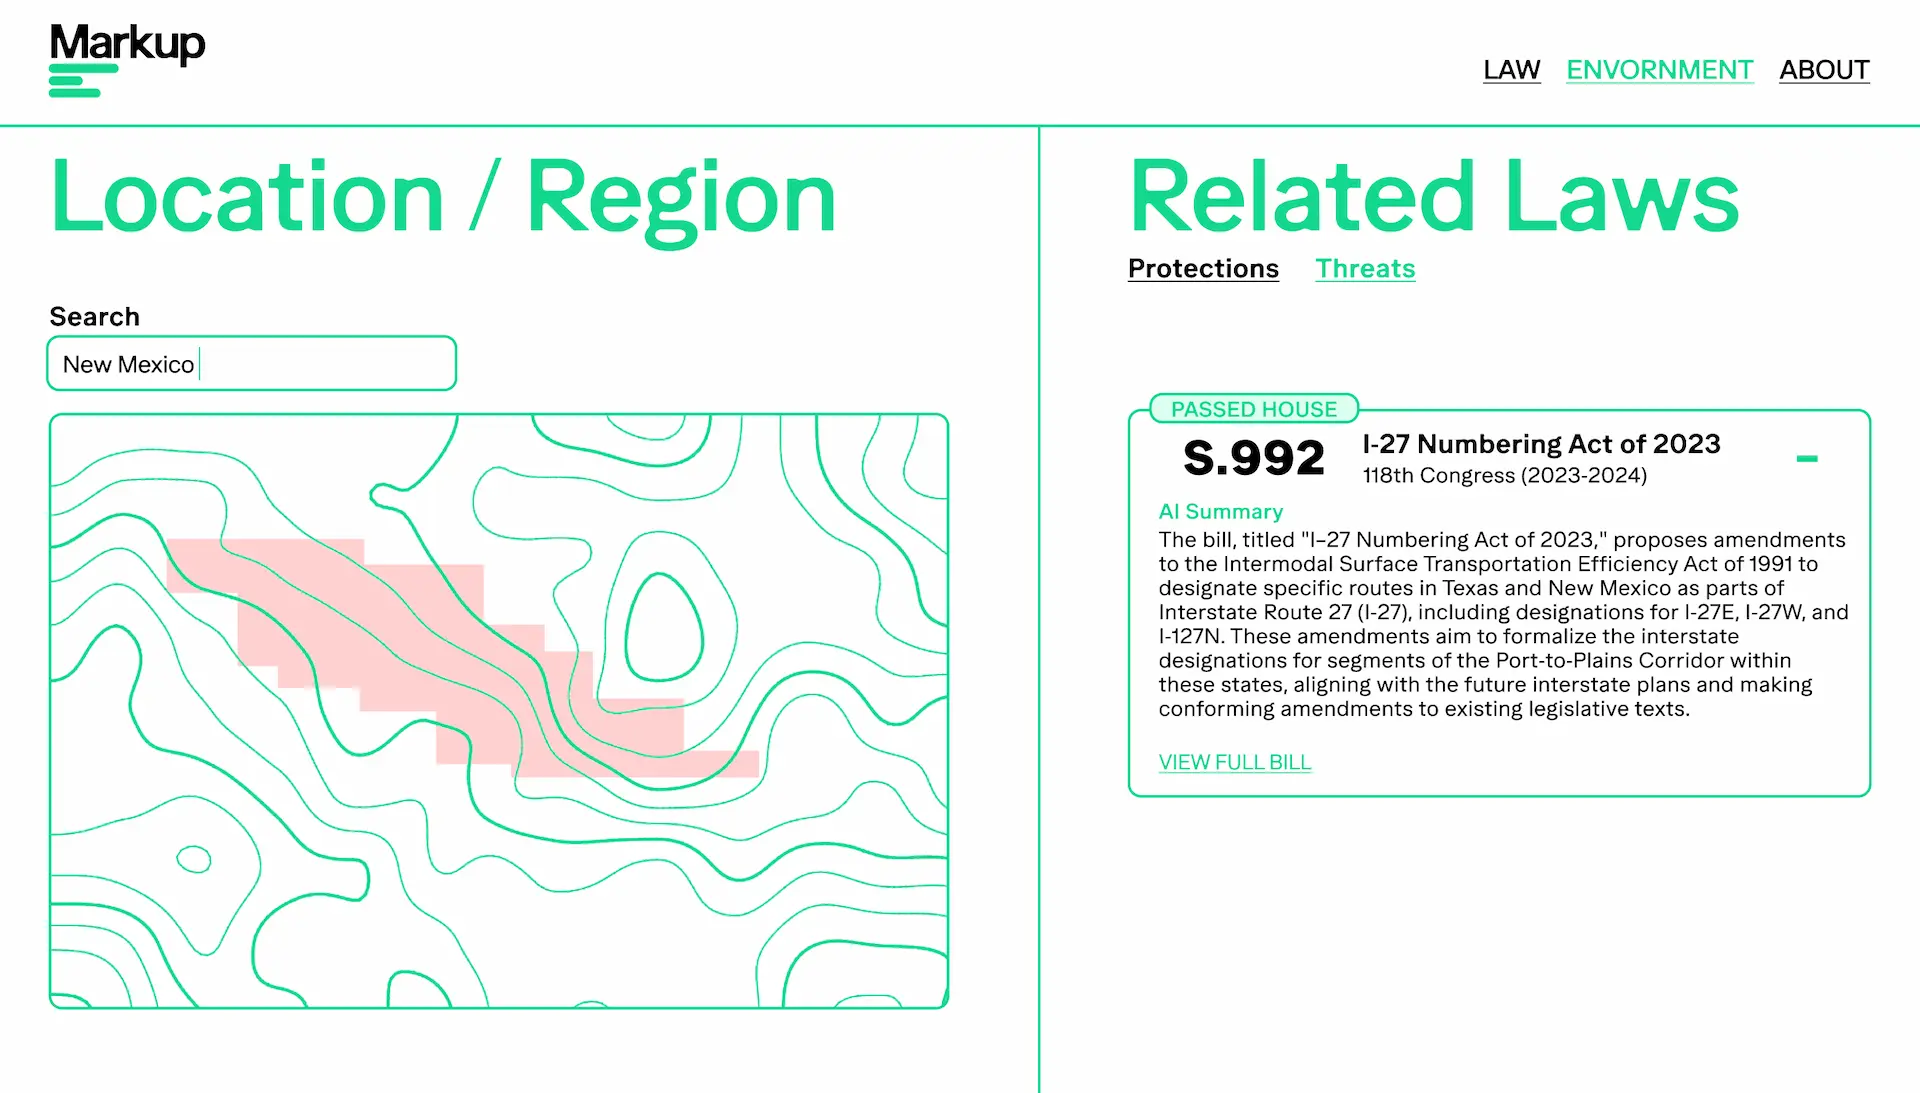 Markup
LAW ENVORNMENT ABOUT
Location / Region
Search
New Mexico
Related Laws
Protections Threats
PASSED HOUSE
S.992
I-27 Numbering Act of 2023
118th Congress (2023-2024)
AI Summary
The bill, titled "I–27 Numbering Act of 2023," proposes amendments
to the Intermodal Surface Transportation Efficiency Act of 1991 to
designate specific routes in Texas and New Mexico as parts of
Interstate Route 27 (I-27), including designations for I-27E, I-27W, and
I-127N. These amendments aim to formalize the interstate
designations for segments of the Port-to-Plains Corridor within
these states, aligning with the future interstate plans and making
conforming amendments to existing legislative texts.
VIEW FULL BILL